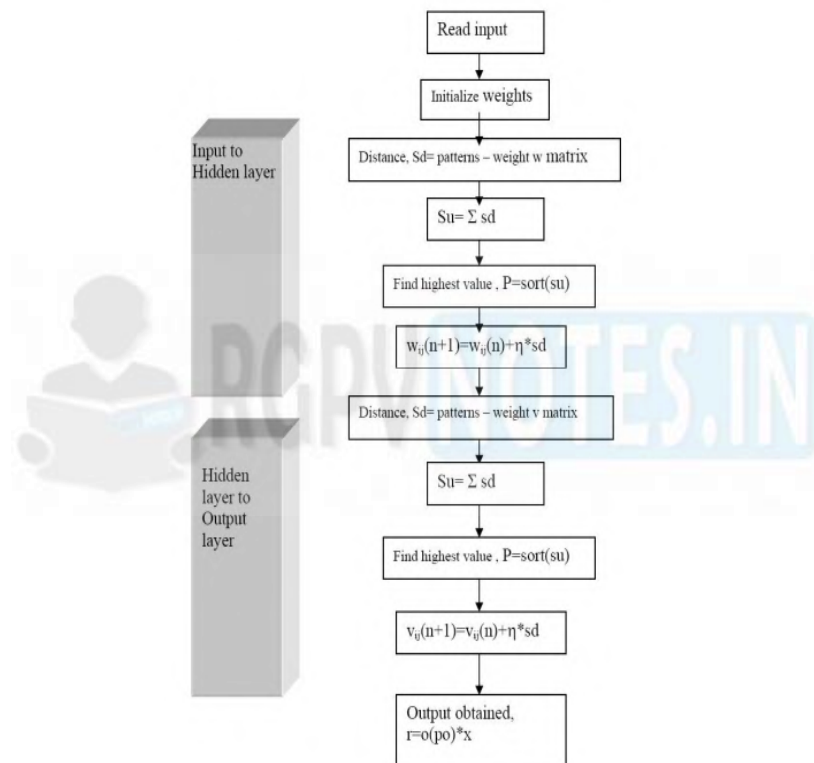 Read input
Initialize weights
Input to
Hidden layer
Distance, Sd= patterns – weight w matrix
Su= Σ sd
Find highest value , P=sort(su)
wij(n+1)=wij(n)+η*sd
RGPVNOTES.IN
Distance, Sd= patterns – weight v matrix
Hidden
layer to
Output
layer
Su= Σ sd
Find highest value , P=sort(su)
vij(n+1)=vij(n)+η*sd
Output obtained,
r=o(po)*x